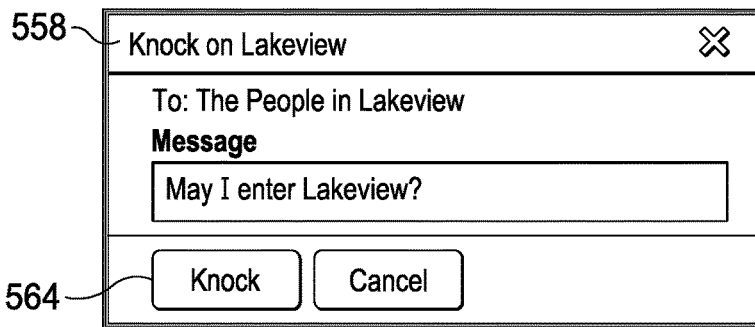 558
Knock on Lakeview
To: The People in Lakeview
Message
May I enter Lakeview?
564
Knock Cancel